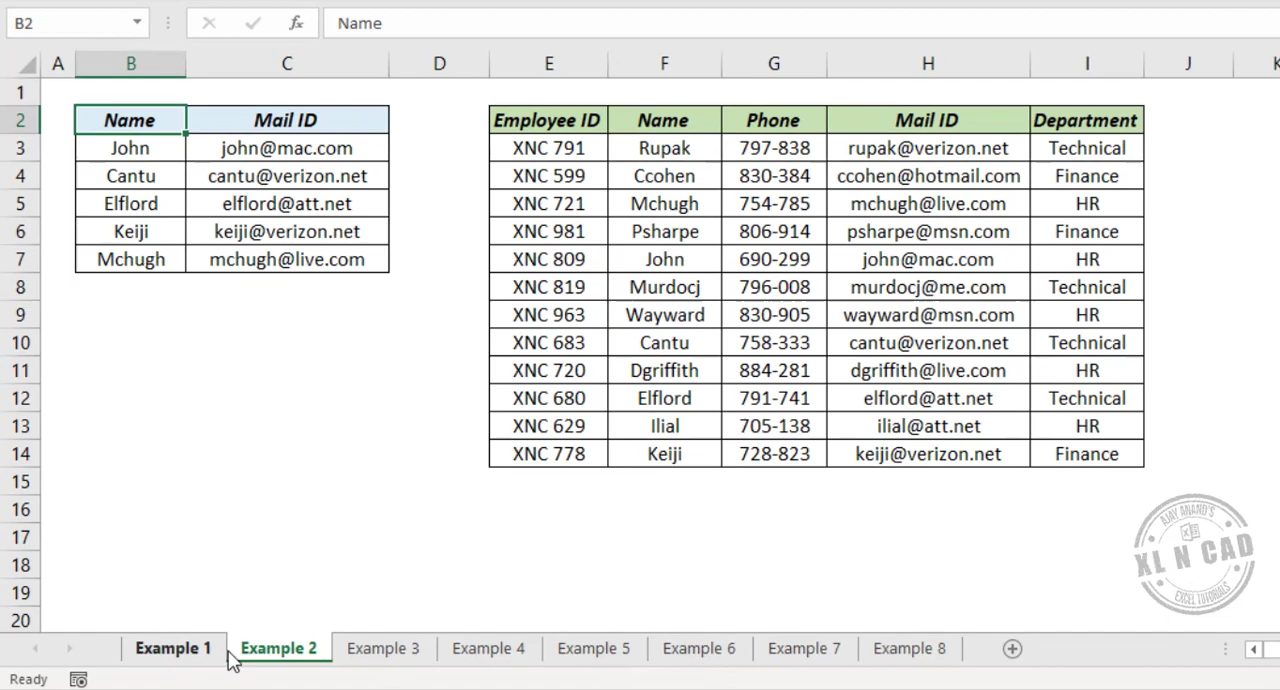 B2 Name
A B C D E F G H I J K
1
2 Name Mail ID Employee ID Name Phone Mail ID Department
3 John john@mac.com XNC 791 Rupak 797-838 rupak@verizon.net Technical
4 Cantu cantu@verizon.net XNC 599 Ccohen 830-384 ccohen@hotmail.com Finance
5 Elflord elflord@att.net XNC 721 Mchugh 754-785 mchugh@live.com HR
6 Keiji keiji@verizon.net XNC 981 Psharpe 806-914 psharpe@msn.com Finance
7 Mchugh mchugh@live.com XNC 809 John 690-299 john@mac.com HR
8 XNC 819 Murdocj 796-008 murdocj@me.com Technical
9 XNC 963 Wayward 830-905 wayward@msn.com HR
10 XNC 683 Cantu 758-333 cantu@verizon.net Technical
11 XNC 720 Dgriffith 884-281 dgriffith@live.com HR
12 XNC 680 Elflord 791-741 elflord@att.net Technical
13 XNC 629 Ilial 705-138 ilial@att.net HR
14 XNC 778 Keiji 728-823 keiji@verizon.net Finance
15
16
17
18
19
20
AJAY ANAND'S
XL N CAD
EXCEL TUTORIALS
Example 1 Example 2 Example 3 Example 4 Example 5 Example 6 Example 7 Example 8
Ready